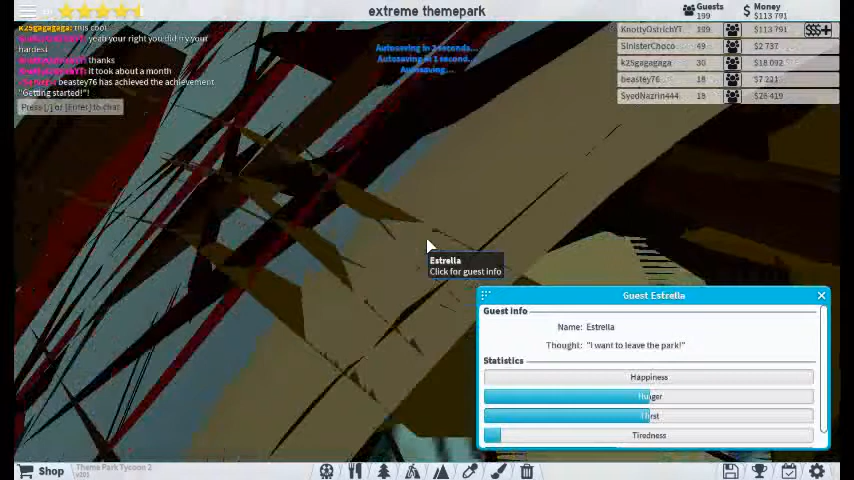 extreme themepark
Guests
199
Money
$113 791
k25gagagaga: this cool
yeah your right you did try your
hardest
thanks
it took about a month
beastey76 has achieved the achievement
"Getting started!"!
Press [/] or [Enter] to chat
Autosaving in 2 seconds...
Autosaving in 1 second...
Autosaving...
KnottyOstrichYT 199 $113 791 $$$+
SinisterChoco 49 $2 737
k25gagagaga 30 $18 092
beastey76 18 $7 221
SyedNazrin444 18 $26 419
Estrella
Click for guest info
Guest Estrella
Guest info
Name: Estrella
Thought: "I want to leave the park!"
Statistics
Happiness
Hunger
Thirst
Tiredness
Shop
Theme Park Tycoon 2